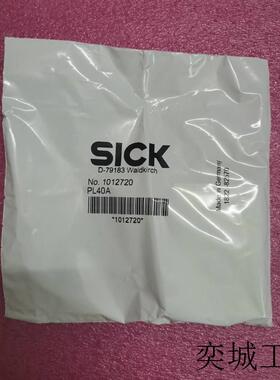 SICK
D-79183 Waldkirch
No. 1012720
PL40A
*1012720*
Made in Germany
奕城工